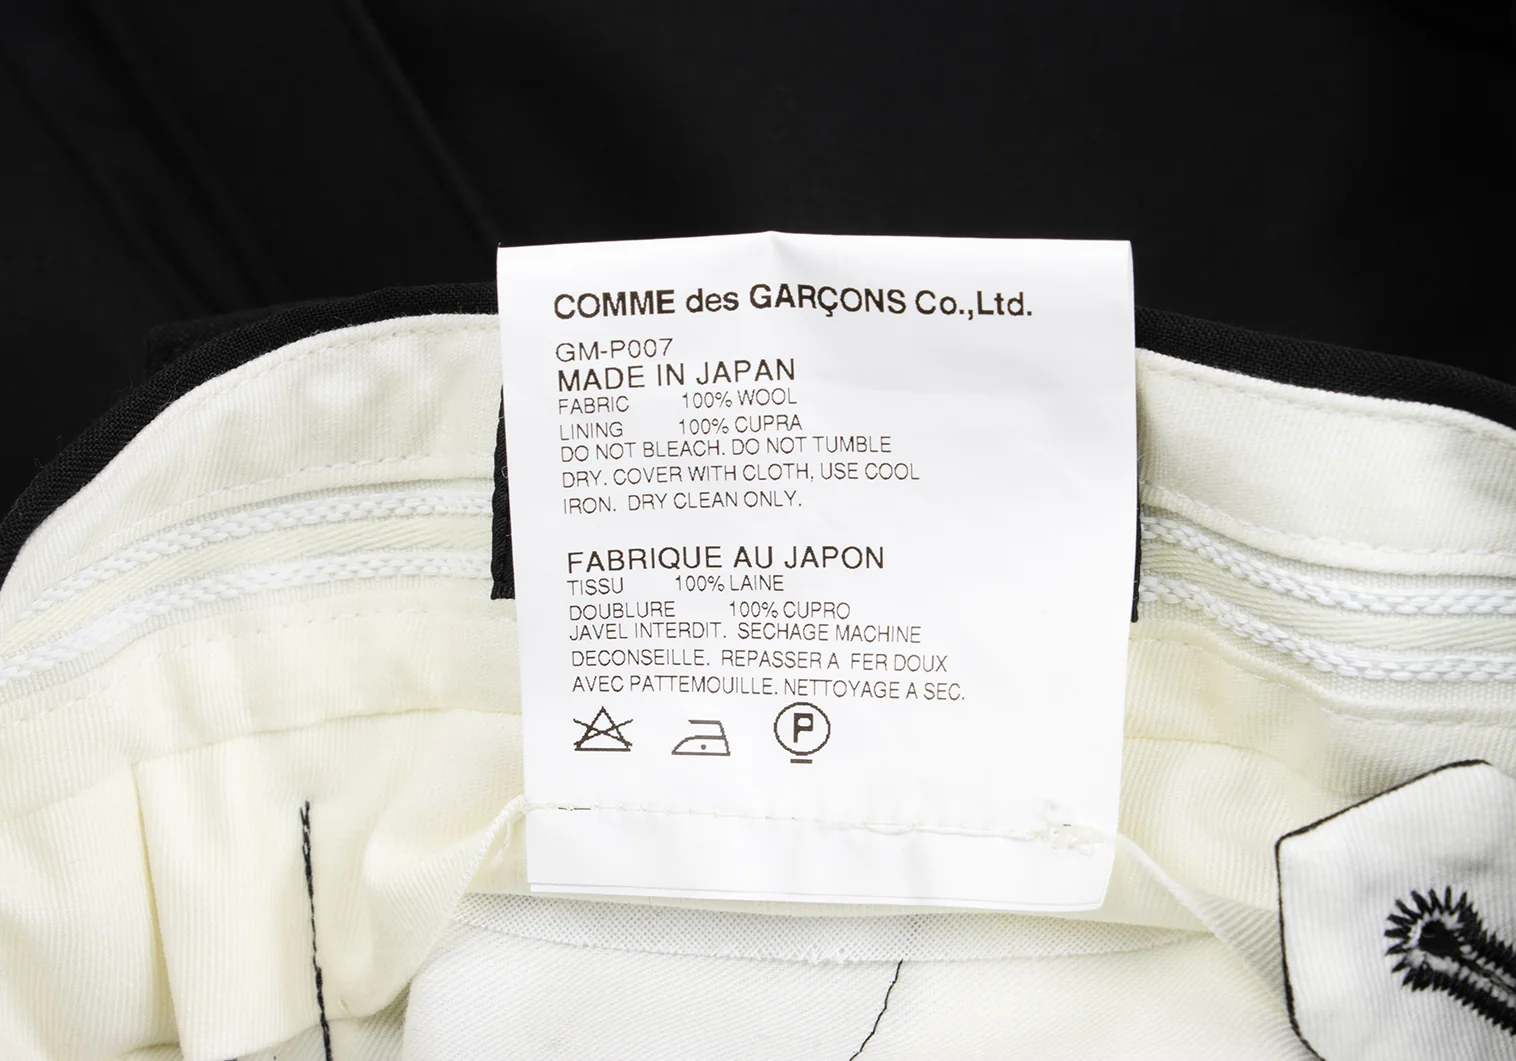 COMME des GARÇONS Co.,Ltd.
GM-P007
MADE IN JAPAN
FABRIC 100% WOOL
LINING 100% CUPRA
DO NOT BLEACH. DO NOT TUMBLE
DRY. COVER WITH CLOTH, USE COOL
IRON. DRY CLEAN ONLY.
FABRIQUE AU JAPON
TISSU 100% LAINE
DOUBLURE 100% CUPRO
JAVEL INTERDIT. SECHAGE MACHINE
DECONSEILLE. REPASSER A FER DOUX
AVEC PATTEMOUILLE. NETTOYAGE A SEC.
P